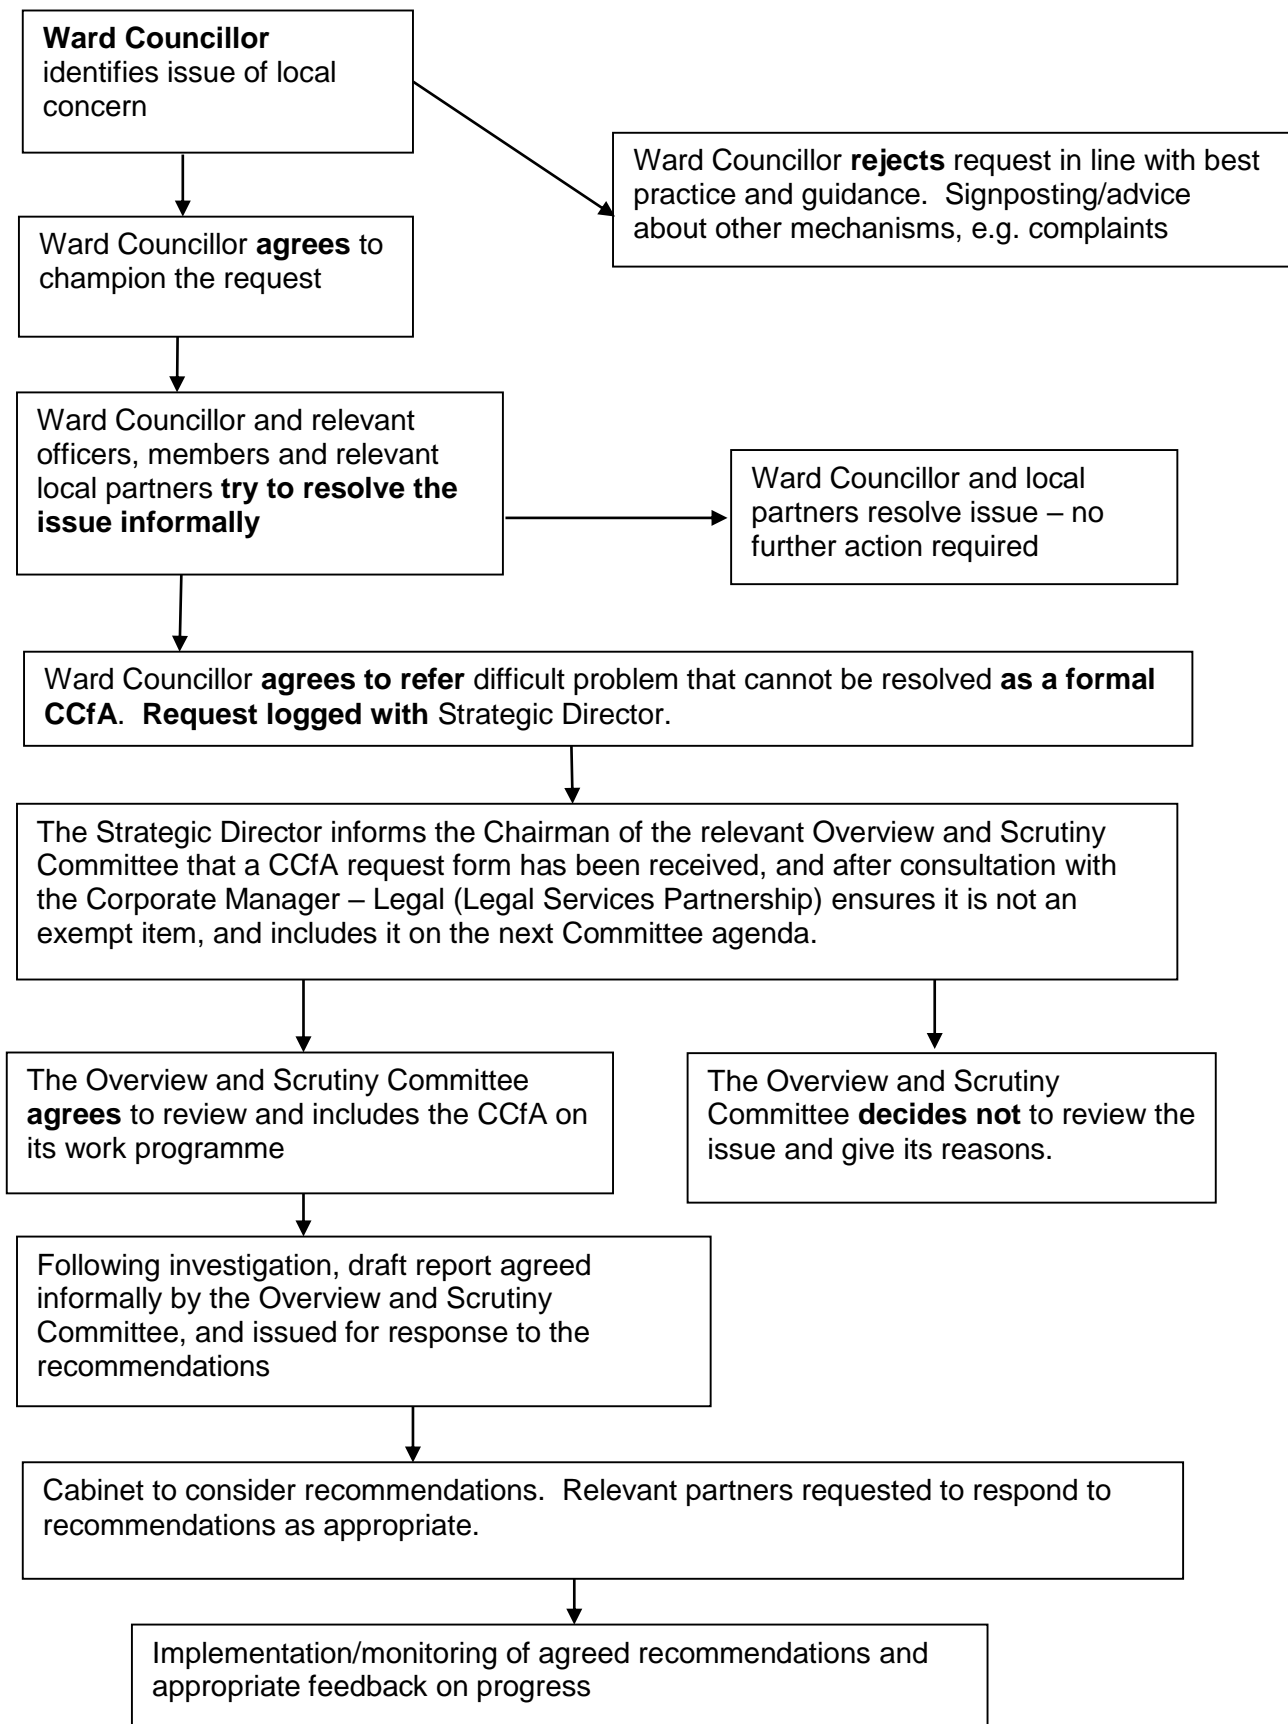 Ward Councillor
identifies issue of local
concern
Ward Councillor rejects request in line with best
practice and guidance.  Signposting/advice
about other mechanisms, e.g. complaints
Ward Councillor agrees to
champion the request
Ward Councillor and relevant
officers, members and relevant
local partners try to resolve the
issue informally
Ward Councillor and local
partners resolve issue – no
further action required
Ward Councillor agrees to refer difficult problem that cannot be resolved as a formal
CCfA.  Request logged with Strategic Director.
The Strategic Director informs the Chairman of the relevant Overview and Scrutiny
Committee that a CCfA request form has been received, and after consultation with
the Corporate Manager – Legal (Legal Services Partnership) ensures it is not an
exempt item, and includes it on the next Committee agenda.
The Overview and Scrutiny Committee
agrees to review and includes the CCfA on
its work programme
The Overview and Scrutiny
Committee decides not to review the
issue and give its reasons.
Following investigation, draft report agreed
informally by the Overview and Scrutiny
Committee, and issued for response to the
recommendations
Cabinet to consider recommendations.  Relevant partners requested to respond to
recommendations as appropriate.
Implementation/monitoring of agreed recommendations and
appropriate feedback on progress